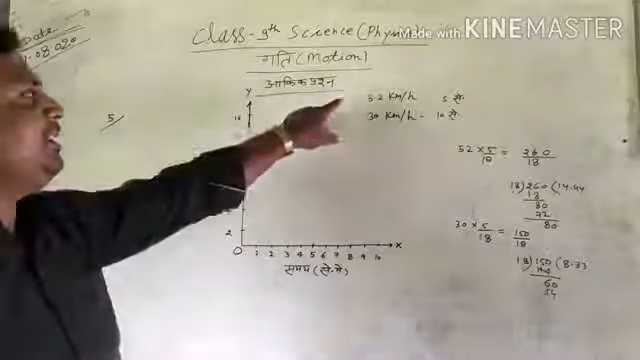 Date
Class - 9th Science (Physics)
Made with KINEMASTER
गति (Motion)
आंकिक प्रश्न
5/
y
16
52 Km/h 5 से.
30 Km/h - 10 से.
52 × 5/18 = 260/18
18) 260 (14.44
18
80
72
80
30 × 5/18 = 150/18
18) 150 (8.33
144
60
54
2
0 1 2 3 4 5 6 7 8 9 10 x
समय (से. में)